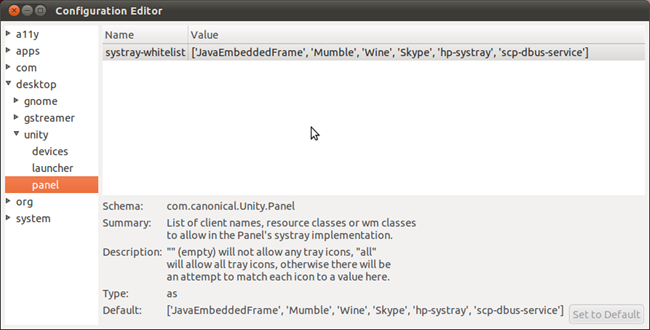 Configuration Editor
a11y
apps
com
desktop
gnome
gstreamer
unity
devices
launcher
panel
org
system
Name Value
systray-whitelist ['JavaEmbeddedFrame', 'Mumble', 'Wine', 'Skype', 'hp-systray', 'scp-dbus-service']
Schema: com.canonical.Unity.Panel
Summary: List of client names, resource classes or wm classes
to allow in the Panel's systray implementation.
Description: "" (empty) will not allow any tray icons, "all"
will allow all tray icons, otherwise there will be
an attempt to match each icon to a value here.
Type: as
Default: ['JavaEmbeddedFrame', 'Mumble', 'Wine', 'Skype', 'hp-systray', 'scp-dbus-service']
Set to Default